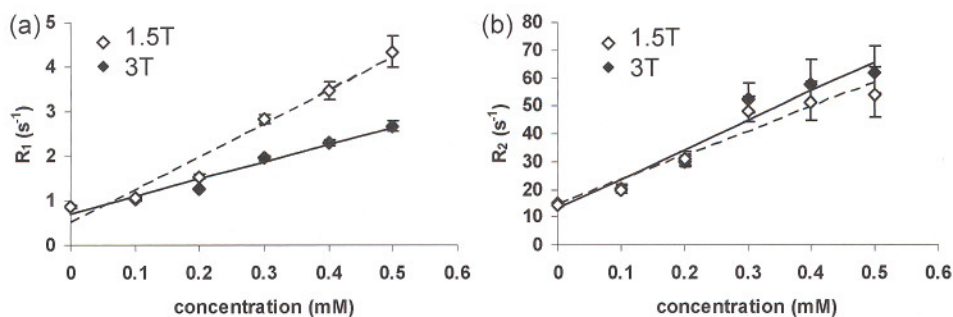 (a)
1.5T
3T
R₁ (s⁻¹)
5
4
3
2
1
0
0 0.1 0.2 0.3 0.4 0.5 0.6
concentration (mM)
(b)
1.5T
3T
R₂ (s⁻¹)
80
70
60
50
40
30
20
10
0
0 0.1 0.2 0.3 0.4 0.5 0.6
concentration (mM)